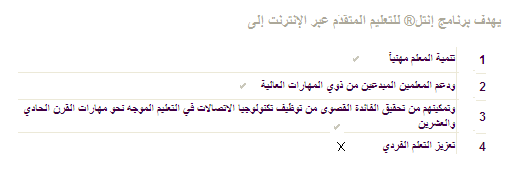 يهدف برنامج إنتل® للتعليم المتقدم عبر الإنترنت إلى
1 تنمية المعلم مهنياً ✓
2 ودعم المعلمين المبدعين من ذوي المهارات العالية ✓
3 وتمكينهم من تحقيق الفائدة القصوى من توظيف تكنولوجيا الاتصالات في التعليم الموجه نحو مهارات القرن الحادي
والعشرين ✓
4 تعزيز التعلم الفردي X